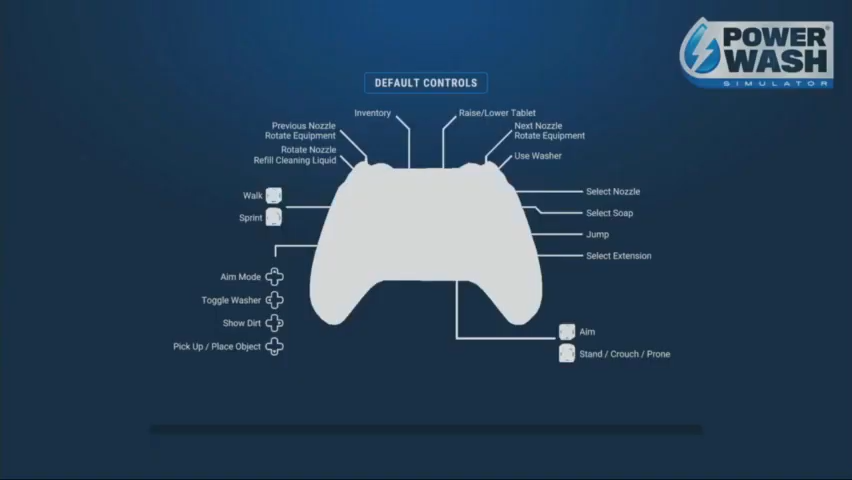 POWER
WASH
SIMULATOR
DEFAULT CONTROLS
Inventory
Raise/Lower Tablet
Previous Nozzle
Rotate Equipment
Next Nozzle
Rotate Equipment
Rotate Nozzle
Refill Cleaning Liquid
Use Washer
Walk
Sprint
Select Nozzle
Select Soap
Jump
Select Extension
Aim Mode
Toggle Washer
Show Dirt
Pick Up / Place Object
Aim
Stand / Crouch / Prone